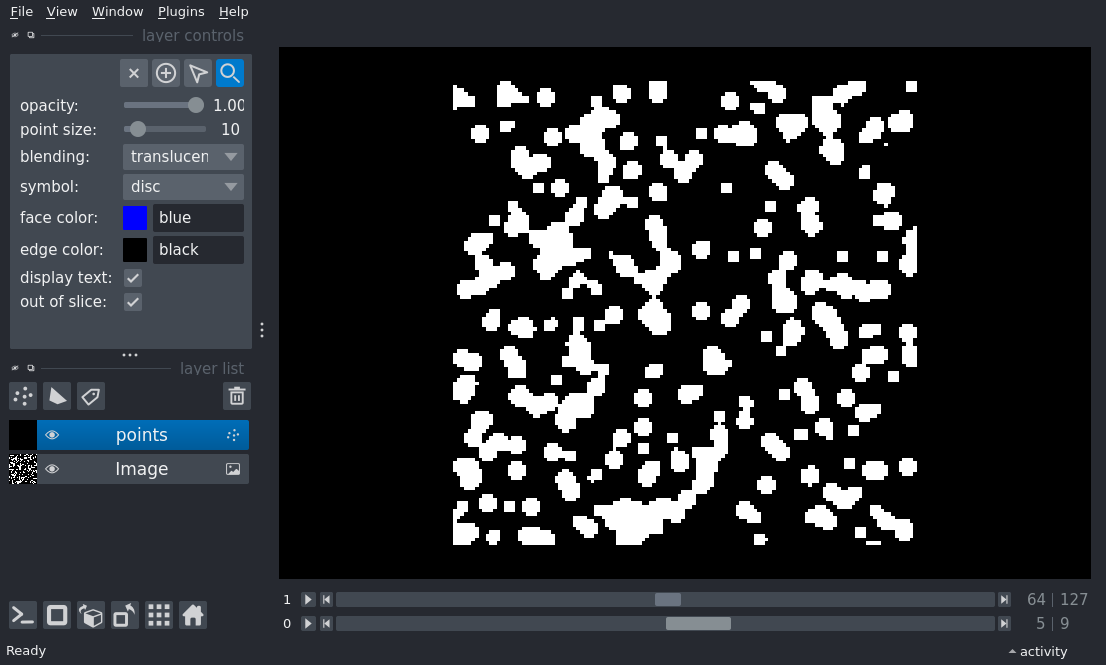 File View Window Plugins Help
layer controls
opacity: 1.00
point size: 10
blending: translucen
symbol: disc
face color: blue
edge color: black
display text:
out of slice:
layer list
points
Image
1 64 | 127
0 5 | 9
Ready activity